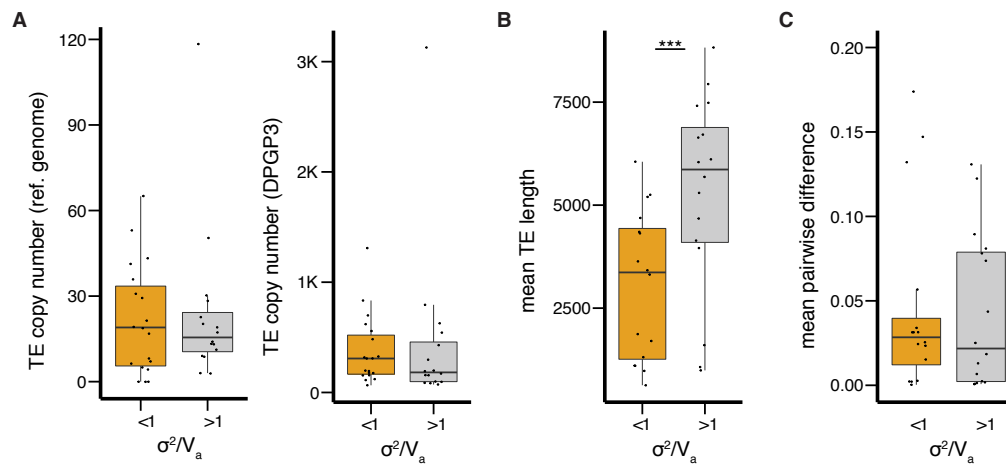 A
B
C
TE copy number (ref. genome)
120
90
60
30
0
<1
>1
σ²/Vₐ
TE copy number (DPGP3)
3K
2K
1K
0
<1
>1
σ²/Vₐ
mean TE length
7500
5000
2500
***
<1
>1
σ²/Vₐ
mean pairwise difference
0.20
0.15
0.10
0.05
0.00
<1
>1
σ²/Vₐ